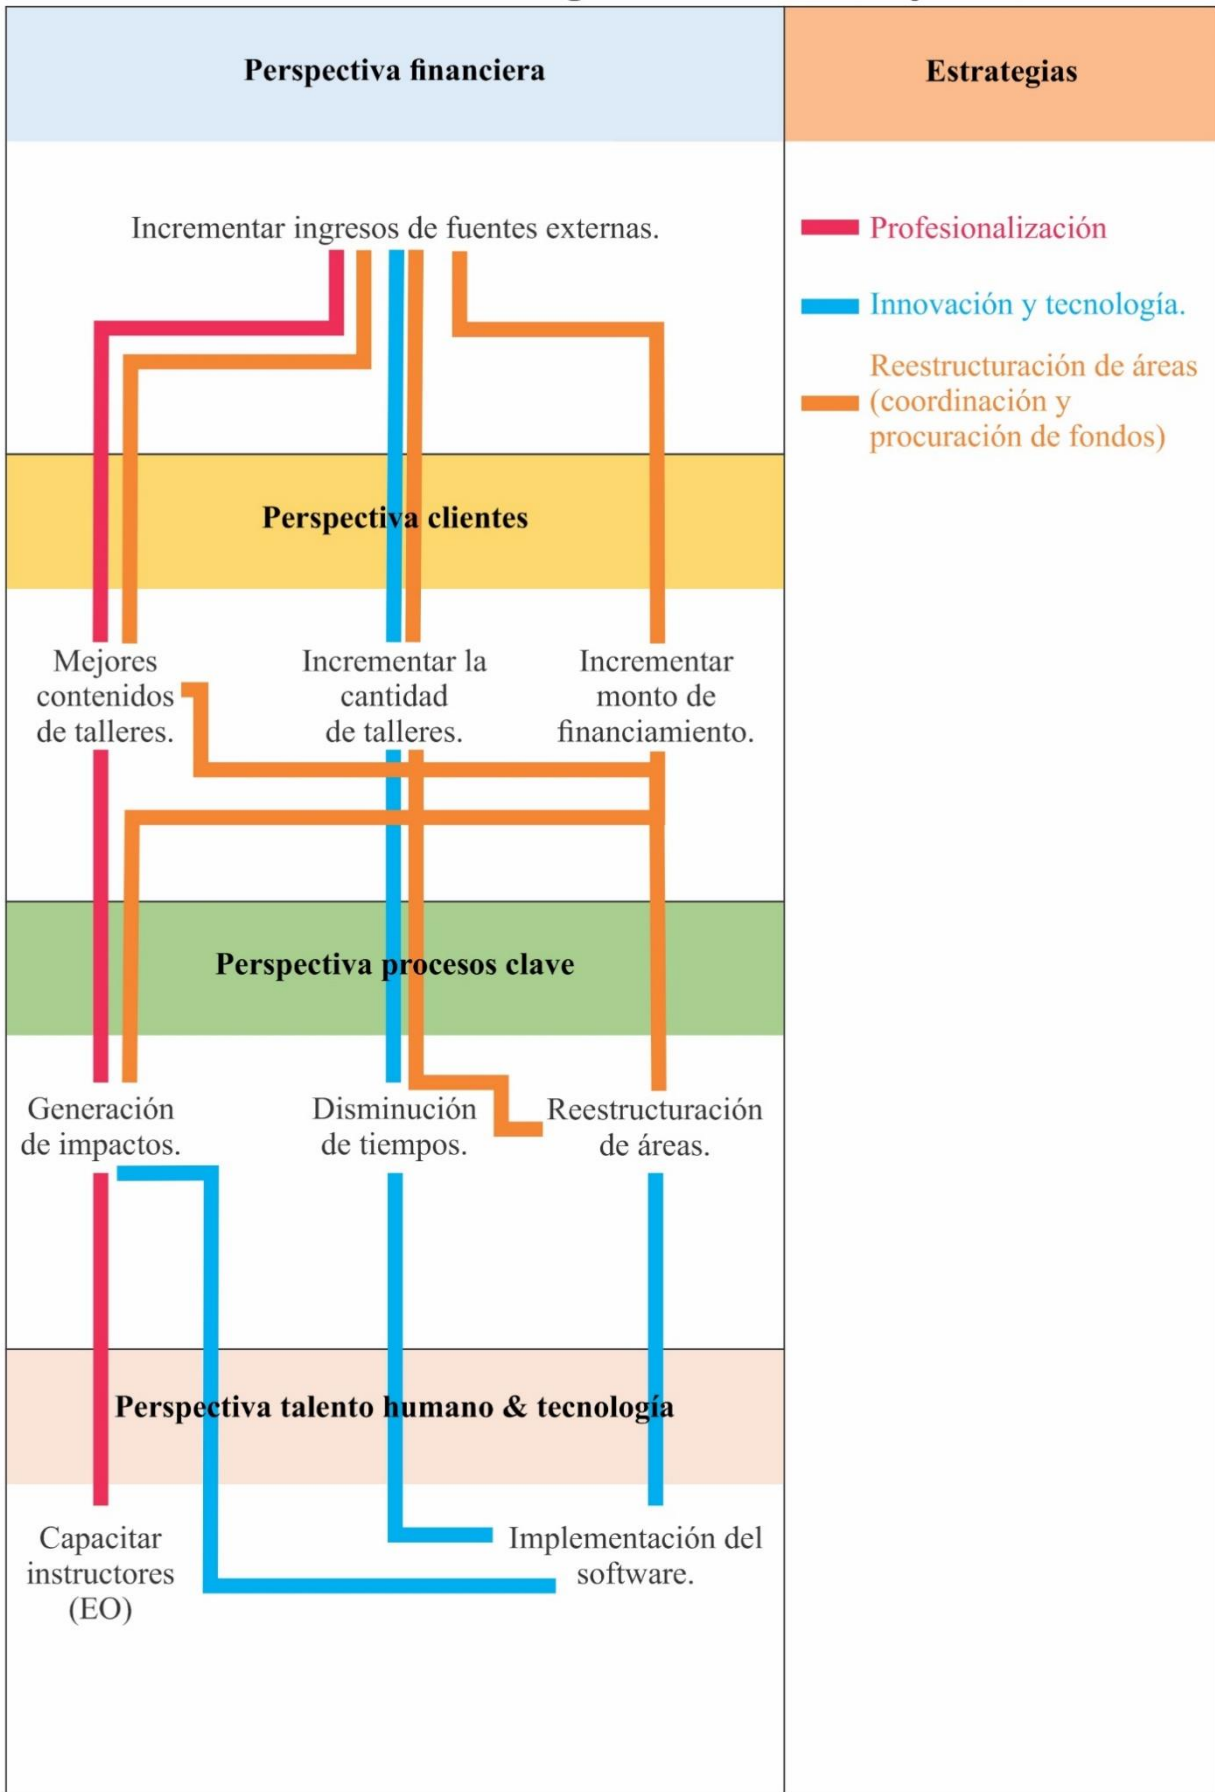 Perspectiva financiera
Estrategias
Incrementar ingresos de fuentes externas.
Profesionalización
Innovación y tecnología.
Reestructuración de áreas
(coordinación y
procuración de fondos)
Perspectiva clientes
Mejores
contenidos
de talleres.
Incrementar la
cantidad
de talleres.
Incrementar
monto de
financiamiento.
Perspectiva procesos clave
Generación
de impactos.
Disminución
de tiempos.
Reestructuración
de áreas.
Perspectiva talento humano & tecnología
Capacitar
instructores
(EO)
Implementación del
software.